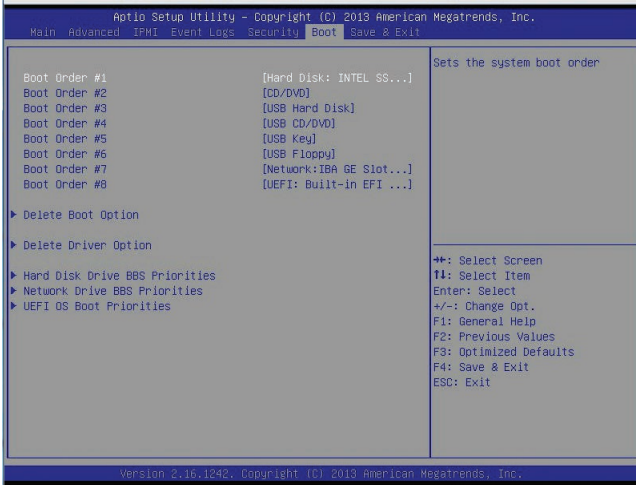 Aptio Setup Utility – Copyright (C) 2013 American Megatrends, Inc.
Main Advanced IPMI Event Logs Security Boot Save & Exit
Boot Order #1 [Hard Disk: INTEL SS...]
Boot Order #2 [CD/DVD]
Boot Order #3 [USB Hard Disk]
Boot Order #4 [USB CD/DVD]
Boot Order #5 [USB Key]
Boot Order #6 [USB Floppy]
Boot Order #7 [Network:IBA GE Slot...]
Boot Order #8 [UEFI: Built-in EFI ...]
▶ Delete Boot Option
▶ Delete Driver Option
▶ Hard Disk Drive BBS Priorities
▶ Network Drive BBS Priorities
▶ UEFI OS Boot Priorities
Sets the system boot order
→←: Select Screen
↑↓: Select Item
Enter: Select
+/-: Change Opt.
F1: General Help
F2: Previous Values
F3: Optimized Defaults
F4: Save & Exit
ESC: Exit
Version 2.16.1242. Copyright (C) 2013 American Megatrends, Inc.